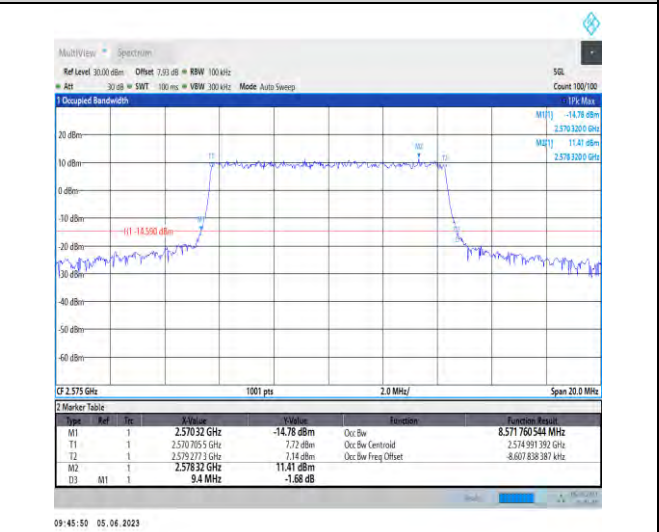 MultiView Spectrum
Ref Level 30.00 dBm Offset 7.93 dB RBW 100 kHz SGL
Att 30 dB SWT 100 ms VBW 300 kHz Mode Auto Sweep Count 100/100
1 Occupied Bandwidth 1Pk Max
M1[1] -14.78 dBm
2.570 3200 GHz
20 dBm
M2[1] 11.41 dBm
2.578 3200 GHz
M2
T1 T2
10 dBm
0 dBm
-10 dBm
M1
H1 -14.590 dBm
-20 dBm
-30 dBm
-40 dBm
-50 dBm
-60 dBm
CF 2.575 GHz 1001 pts 2.0 MHz/ Span 20.0 MHz
2 Marker Table
Type Ref Trc X-Value Y-Value Function Function Result
M1 1 2.57032 GHz -14.78 dBm Occ Bw 8.571 760 544 MHz
T1 1 2.570 705 5 GHz 7.72 dBm Occ Bw Centroid 2.574 991 392 GHz
T2 1 2.579 277 3 GHz 7.14 dBm Occ Bw Freq Offset -8.607 838 387 kHz
M2 1 2.57832 GHz 11.41 dBm
D3 M1 1 9.4 MHz -1.68 dB
09:45:50 05.06.2023